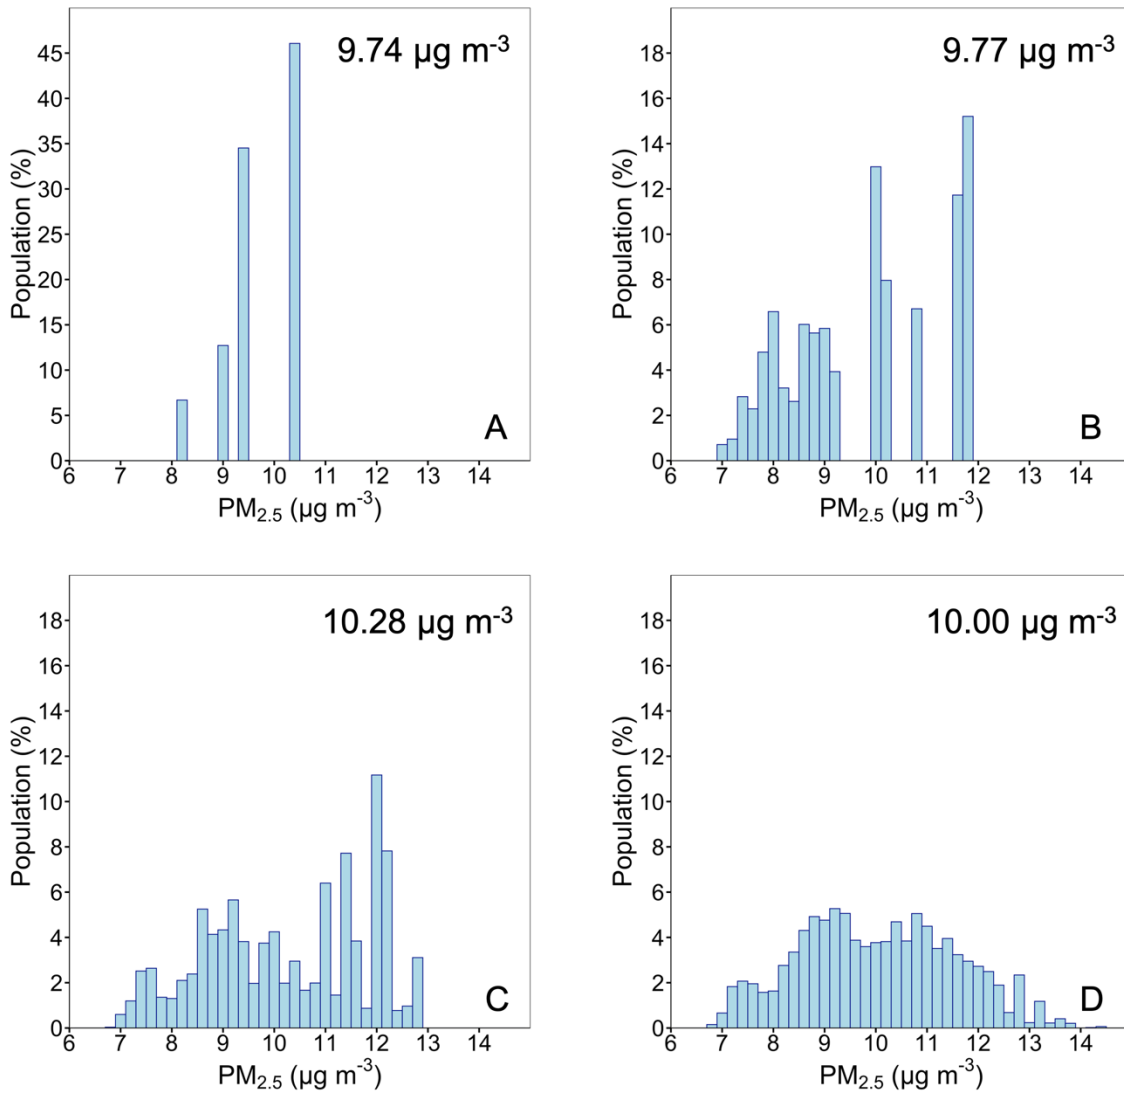 9.74 µg m-3
Population (%)
45
40
35
30
25
20
15
10
5
0
A
6 7 8 9 10 11 12 13 14
PM2.5 (µg m-3)
9.77 µg m-3
Population (%)
18
16
14
12
10
8
6
4
2
0
B
6 7 8 9 10 11 12 13 14
PM2.5 (µg m-3)
10.28 µg m-3
Population (%)
18
16
14
12
10
8
6
4
2
0
C
6 7 8 9 10 11 12 13 14
PM2.5 (µg m-3)
10.00 µg m-3
Population (%)
18
16
14
12
10
8
6
4
2
0
D
6 7 8 9 10 11 12 13 14
PM2.5 (µg m-3)